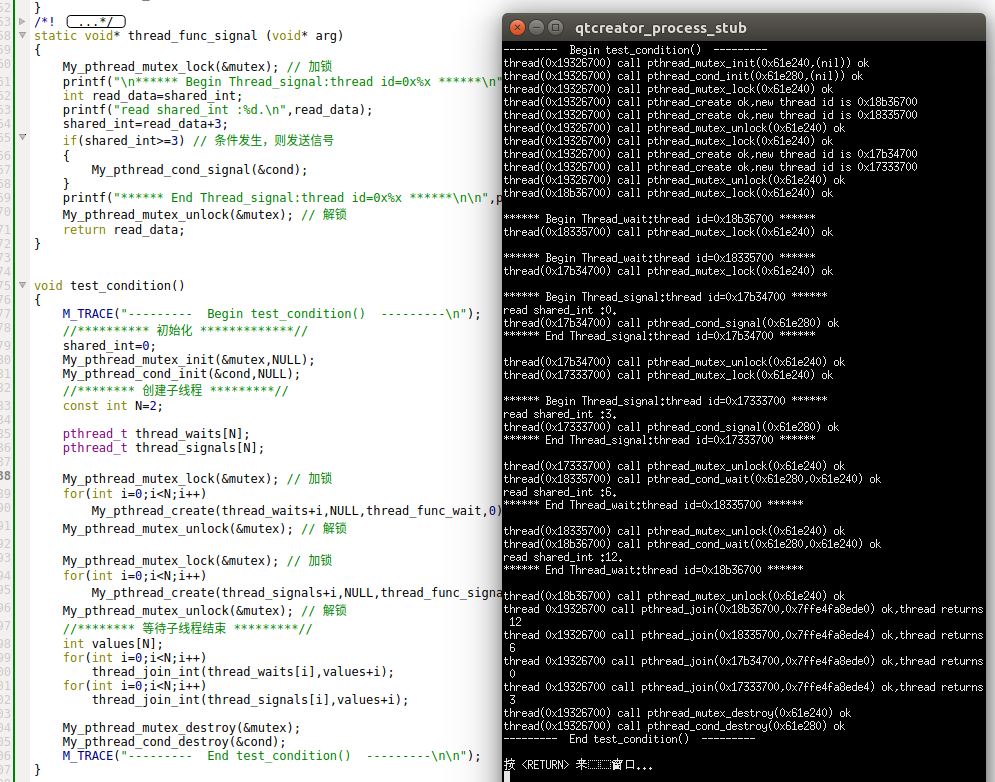 }
/*! ...*/
static void* thread_func_signal (void* arg)
{
My_pthread_mutex_lock(&mutex); // 加锁
printf("\n****** Begin Thread_signal:thread id=0x%x ******\n"
int read_data=shared_int;
printf("read shared_int :%d.\n",read_data);
shared_int=read_data+3;
if(shared_int>=3) // 条件发生，则发送信号
{
My_pthread_cond_signal(&cond);
}
printf("****** End Thread_signal:thread id=0x%x ******\n\n",p
My_pthread_mutex_unlock(&mutex); // 解锁
return read_data;
}
void test_condition()
{
M_TRACE("---------  Begin test_condition()  ---------\n");
//********** 初始化 *************//
shared_int=0;
My_pthread_mutex_init(&mutex,NULL);
My_pthread_cond_init(&cond,NULL);
//******** 创建子线程 *********//
const int N=2;
pthread_t thread_waits[N];
pthread_t thread_signals[N];
My_pthread_mutex_lock(&mutex); // 加锁
for(int i=0;i<N;i++)
My_pthread_create(thread_waits+i,NULL,thread_func_wait,0)
My_pthread_mutex_unlock(&mutex); // 解锁
My_pthread_mutex_lock(&mutex); // 加锁
for(int i=0;i<N;i++)
My_pthread_create(thread_signals+i,NULL,thread_func_signa
My_pthread_mutex_unlock(&mutex); // 解锁
//******** 等待子线程结束 *********//
int values[N];
for(int i=0;i<N;i++)
thread_join_int(thread_waits[i],values+i);
for(int i=0;i<N;i++)
thread_join_int(thread_signals[i],values+i);
My_pthread_mutex_destroy(&mutex);
My_pthread_cond_destroy(&cond);
M_TRACE("---------  End test_condition()  ---------\n\n");
}
qtcreator_process_stub
---------  Begin test_condition()  ---------
thread(0x19326700) call pthread_mutex_init(0x61e240,(nil)) ok
thread(0x19326700) call pthread_cond_init(0x61e280,(nil)) ok
thread(0x19326700) call pthread_mutex_lock(0x61e240) ok
thread(0x19326700) call pthread_create ok,new thread id is 0x18b36700
thread(0x19326700) call pthread_create ok,new thread id is 0x18335700
thread(0x19326700) call pthread_mutex_unlock(0x61e240) ok
thread(0x19326700) call pthread_mutex_lock(0x61e240) ok
thread(0x19326700) call pthread_create ok,new thread id is 0x17b34700
thread(0x19326700) call pthread_create ok,new thread id is 0x17333700
thread(0x19326700) call pthread_mutex_unlock(0x61e240) ok
thread(0x18b36700) call pthread_mutex_lock(0x61e240) ok
****** Begin Thread_wait:thread id=0x18b36700 ******
thread(0x18335700) call pthread_mutex_lock(0x61e240) ok
****** Begin Thread_wait:thread id=0x18335700 ******
thread(0x17b34700) call pthread_mutex_lock(0x61e240) ok
****** Begin Thread_signal:thread id=0x17b34700 ******
read shared_int :0.
thread(0x17b34700) call pthread_cond_signal(0x61e280) ok
****** End Thread_signal:thread id=0x17b34700 ******
thread(0x17b34700) call pthread_mutex_unlock(0x61e240) ok
thread(0x17333700) call pthread_mutex_lock(0x61e240) ok
****** Begin Thread_signal:thread id=0x17333700 ******
read shared_int :3.
thread(0x17333700) call pthread_cond_signal(0x61e280) ok
****** End Thread_signal:thread id=0x17333700 ******
thread(0x17333700) call pthread_mutex_unlock(0x61e240) ok
thread(0x18335700) call pthread_cond_wait(0x61e280,0x61e240) ok
read shared_int :6.
****** End Thread_wait:thread id=0x18335700 ******
thread(0x18335700) call pthread_mutex_unlock(0x61e240) ok
thread(0x18b36700) call pthread_cond_wait(0x61e280,0x61e240) ok
read shared_int :12.
****** End Thread_wait:thread id=0x18b36700 ******
thread(0x18b36700) call pthread_mutex_unlock(0x61e240) ok
thread 0x19326700 call pthread_join(0x18b36700,0x7ffe4fa8ede0) ok,thread returns
12
thread 0x19326700 call pthread_join(0x18335700,0x7ffe4fa8ede4) ok,thread returns
6
thread 0x19326700 call pthread_join(0x17b34700,0x7ffe4fa8ede0) ok,thread returns
0
thread 0x19326700 call pthread_join(0x17333700,0x7ffe4fa8ede4) ok,thread returns
3
thread(0x19326700) call pthread_mutex_destroy(0x61e240) ok
thread(0x19326700) call pthread_cond_destroy(0x61e280) ok
---------  End test_condition()  ---------
按 <RETURN> 来窗口...